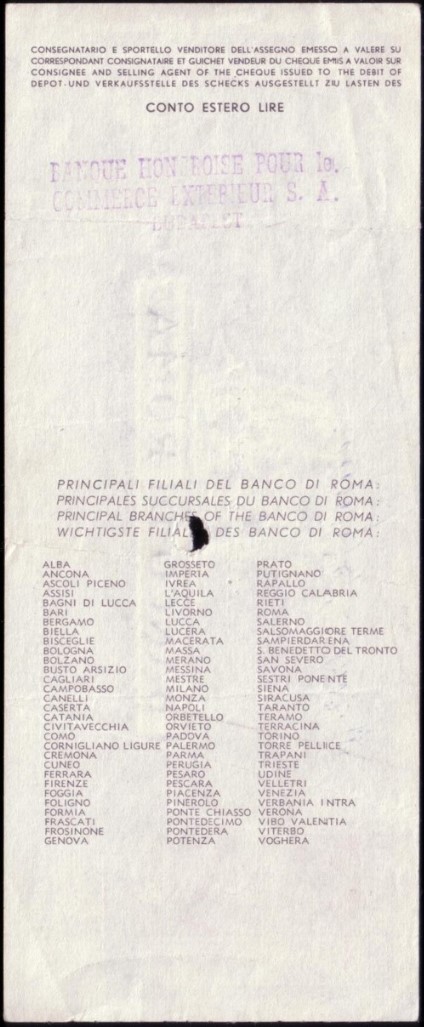 CONSEGNATARIO E SPORTELLO VENDITORE DELL'ASSEGNO EMESSO A VALERE SU
CORRESPONDANT CONSIGNATAIRE ET GUICHET VENDEUR DU CHEQUE EMIS A VALOIR SUR
CONSIGNEE AND SELLING AGENT OF THE CHEQUE ISSUED TO THE DEBIT OF
DEPOT-UND VERKAUFSSTELLE DES SCHECKS AUSGESTELLT ZIU LASTEN DES
CONTO ESTERO LIRE
BANQUE HONGROISE POUR le.
COMMERCE EXTERIEUR S. A.
BUDAPEST
PRINCIPALI FILIALI DEL BANCO DI ROMA:
PRINCIPALES SUCCURSALES DU BANCO DI ROMA:
PRINCIPAL BRANCHES OF THE BANCO DI ROMA:
WICHTIGSTE FILIAL DES BANCO DI ROMA:
ALBA
ANCONA
ASCOLI PICENO
ASSISI
BAGNI DI LUCCA
BARI
BERGAMO
BIELLA
BISCEGLIE
BOLOGNA
BOLZANO
BUSTO ARSIZIO
CAGLIARI
CAMPOBASSO
CANELLI
CASERTA
CATANIA
CIVITAVECCHIA
COMO
CORNIGLIANO LIGURE
CREMONA
CUNEO
FERRARA
FIRENZE
FOGGIA
FOLIGNO
FORMIA
FRASCATI
FROSINONE
GENOVA
GROSSETO
IMPERIA
IVREA
L'AQUILA
LECCE
LIVORNO
LUCCA
LUCERA
MACERATA
MASSA
MERANO
MESSINA
MESTRE
MILANO
MONZA
NAPOLI
ORBETELLO
ORVIETO
PADOVA
PALERMO
PARMA
PERUGIA
PESARO
PESCARA
PIACENZA
PINEROLO
PONTE CHIASSO
PONTEDECIMO
PONTEDERA
POTENZA
PRATO
PUTIGNANO
RAPALLO
REGGIO CALABRIA
RIETI
ROMA
SALERNO
SALSOMAGGIORE TERME
SAMPIERDARENA
S. BENEDETTO DEL TRONTO
SAN SEVERO
SAVONA
SESTRI PONENTE
SIENA
SIRACUSA
TARANTO
TERAMO
TERRACINA
TORINO
TORRE PELLICE
TRAPANI
TRIESTE
UDINE
VELLETRI
VENEZIA
VERBANIA INTRA
VERONA
VIBO VALENTIA
VITERBO
VOGHERA